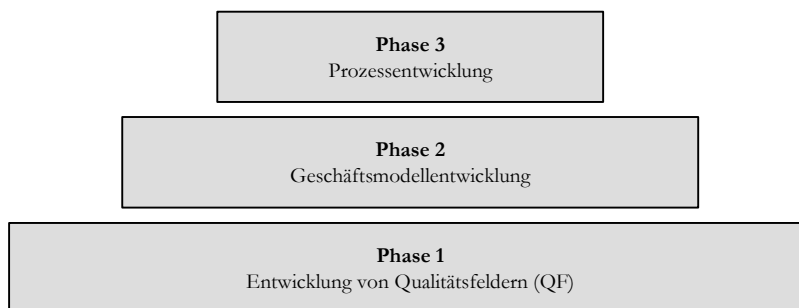 Phase 3
Prozessentwicklung
Phase 2
Geschäftsmodellentwicklung
Phase 1
Entwicklung von Qualitätsfeldern (QF)